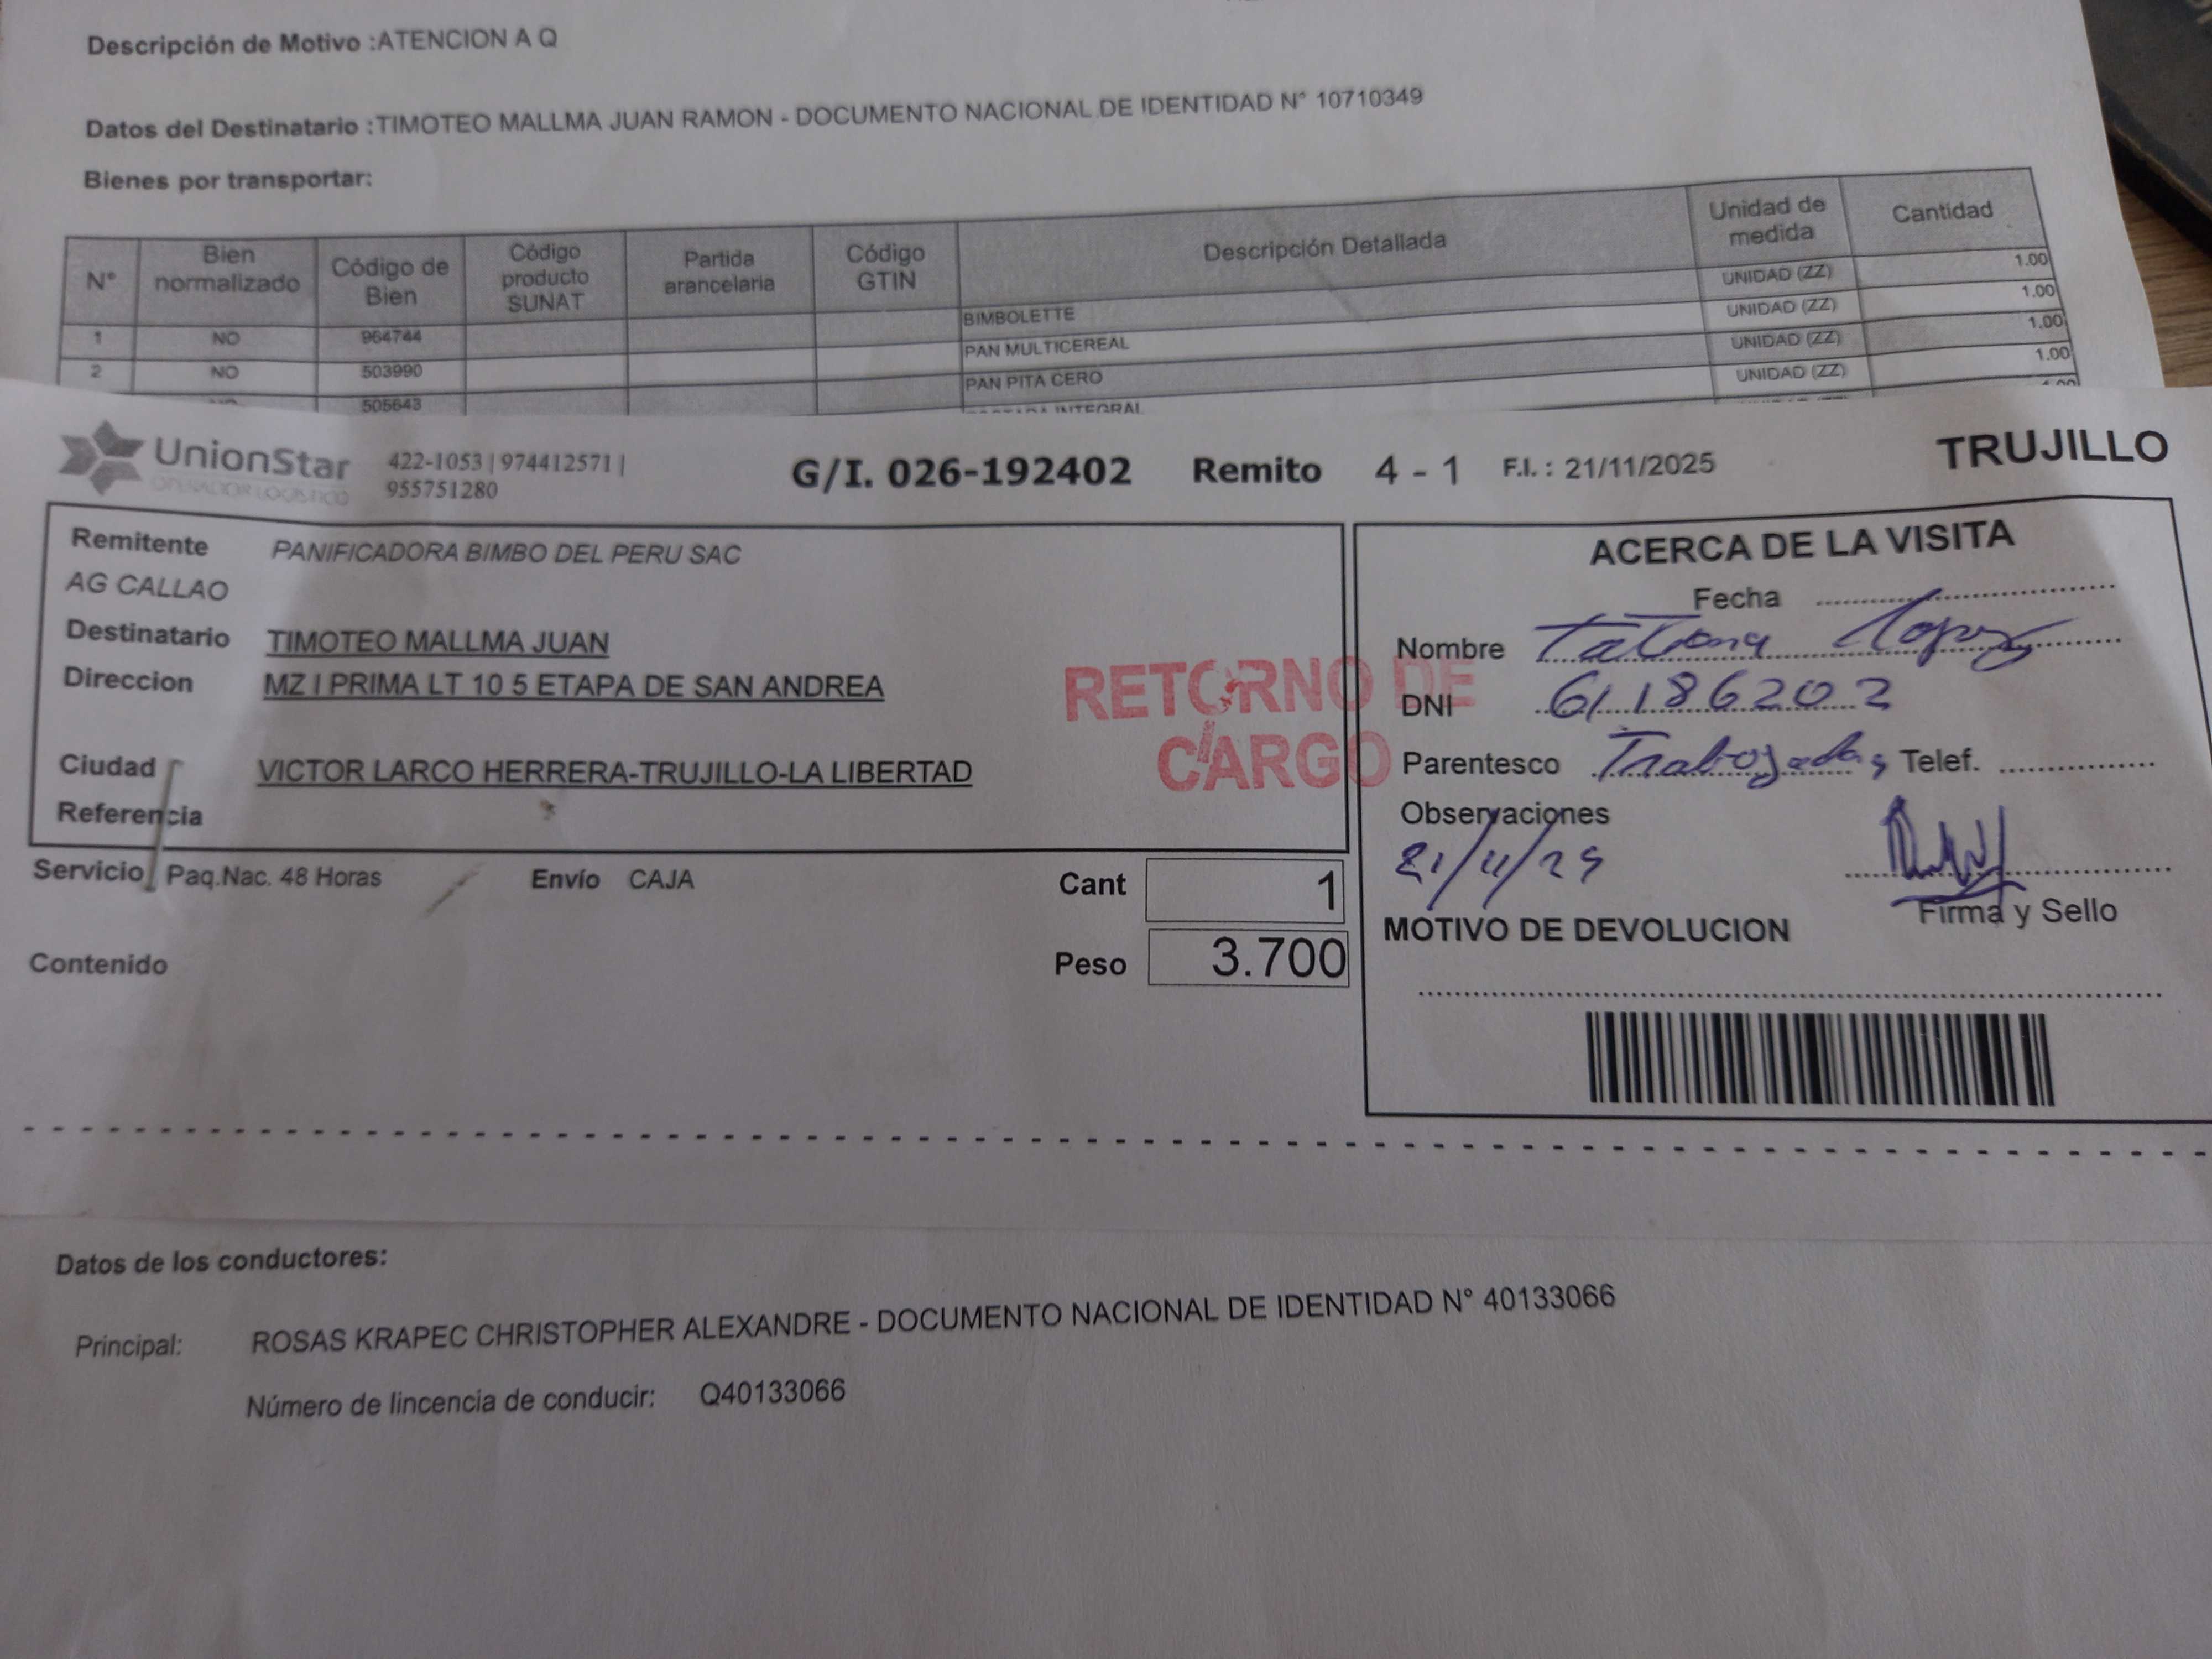 Descripción de Motivo :ATENCION A Q
Datos del Destinatario :TIMOTEO MALLMA JUAN RAMON - DOCUMENTO NACIONAL DE IDENTIDAD N° 10710349
Bienes por transportar:
N° Bien normalizado Código de Bien Código producto SUNAT Partida arancelaria Código GTIN Descripción Detallada Unidad de medida Cantidad
1 NO 964744 BIMBOLETTE UNIDAD (ZZ) 1.00
2 NO 503990 PAN MULTICEREAL UNIDAD (ZZ) 1.00
505643 PAN PITA CERO UNIDAD (ZZ) 1.00
INTEGRAL UNIDAD (ZZ) 1.00
UnionStar
OPERADOR LOGISTICO
422-1053 | 974412571 |
955751280
G/I. 026-192402 Remito 4 - 1 F.I. : 21/11/2025 TRUJILLO
Remitente PANIFICADORA BIMBO DEL PERU SAC
AG CALLAO
Destinatario TIMOTEO MALLMA JUAN
Direccion MZ I PRIMA LT 10 5 ETAPA DE SAN ANDREA
Ciudad VICTOR LARCO HERRERA-TRUJILLO-LA LIBERTAD
Referencia
RETORNO DE
CARGO
Servicio Paq.Nac. 48 Horas Envío CAJA Cant 1
Contenido Peso 3.700
ACERCA DE LA VISITA
Fecha
Nombre Tatiana Lopez
DNI 61186202
Parentesco Trabajadora Telef.
Observaciones
21/11/25
Firma y Sello
MOTIVO DE DEVOLUCION
Datos de los conductores:
Principal: ROSAS KRAPEC CHRISTOPHER ALEXANDRE - DOCUMENTO NACIONAL DE IDENTIDAD N° 40133066
Número de lincencia de conducir: Q40133066